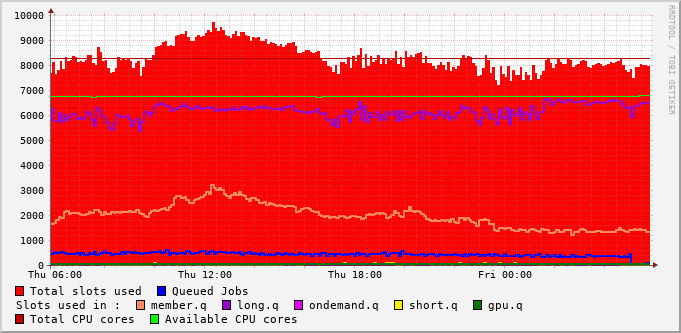 10000
9000
8000
7000
6000
5000
4000
3000
2000
1000
0
Thu 06:00 Thu 12:00 Thu 18:00 Fri 00:00
Total slots used Queued Jobs
Slots used in : member.q long.q ondemand.q short.q gpu.q
Total CPU cores Available CPU cores
RRDTOOL / TOBI OETIKER